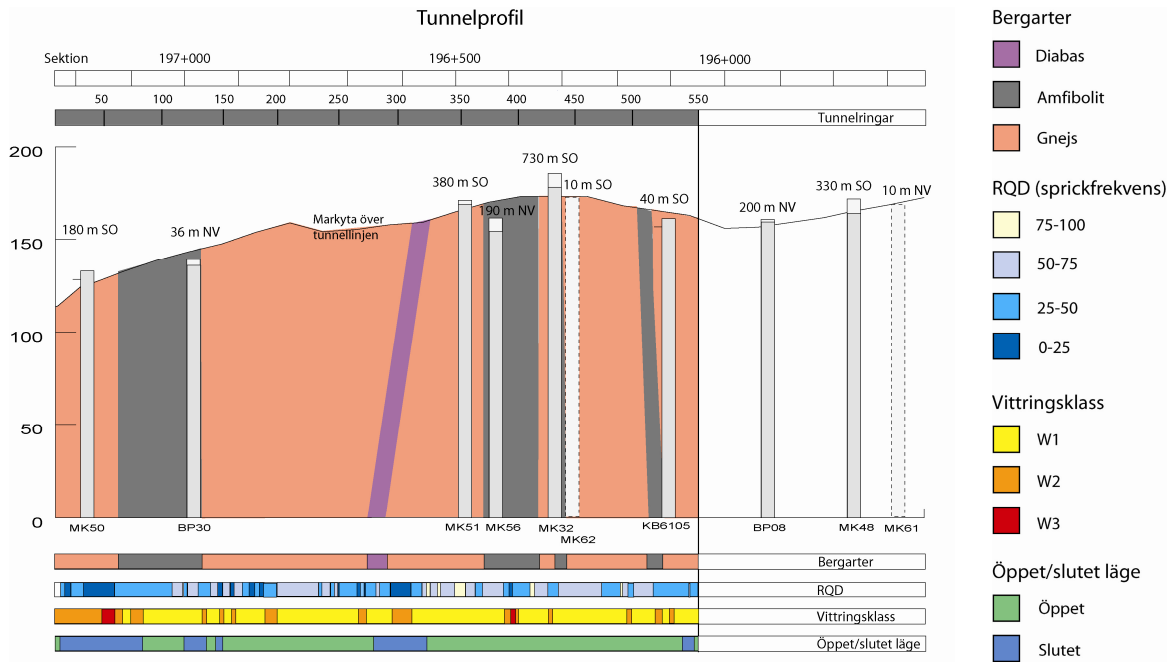 Tunnelprofil
Sektion 197+000 196+500 196+000
50 100 150 200 250 300 350 400 450 500 550
Tunnelringar
200
150
100
50
0
180 m SO
36 m NV
Markyta över
tunnellinjen
380 m SO
190 m NV
730 m SO
10 m SO
40 m SO
200 m NV
330 m SO
10 m NV
MK50
BP30
MK51
MK56
MK32
MK62
KB6105
BP08
MK48
MK61
Bergarter
RQD
Vittringsklass
Öppet/slutet läge
Bergarter
Diabas
Amfibolit
Gnejs
RQD (sprickfrekvens)
75-100
50-75
25-50
0-25
Vittringsklass
W1
W2
W3
Öppet/slutet läge
Öppet
Slutet